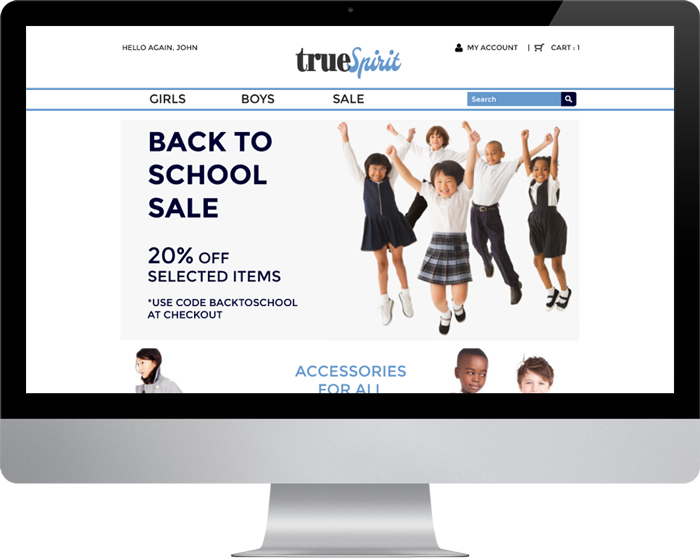 HELLO AGAIN, JOHN
trueSpirit
MY ACCOUNT | CART : 1
GIRLS BOYS SALE
Search
BACK TO
SCHOOL
SALE
20% OFF
SELECTED ITEMS
*USE CODE BACKTOSCHOOL
AT CHECKOUT
ACCESSORIES
FOR ALL